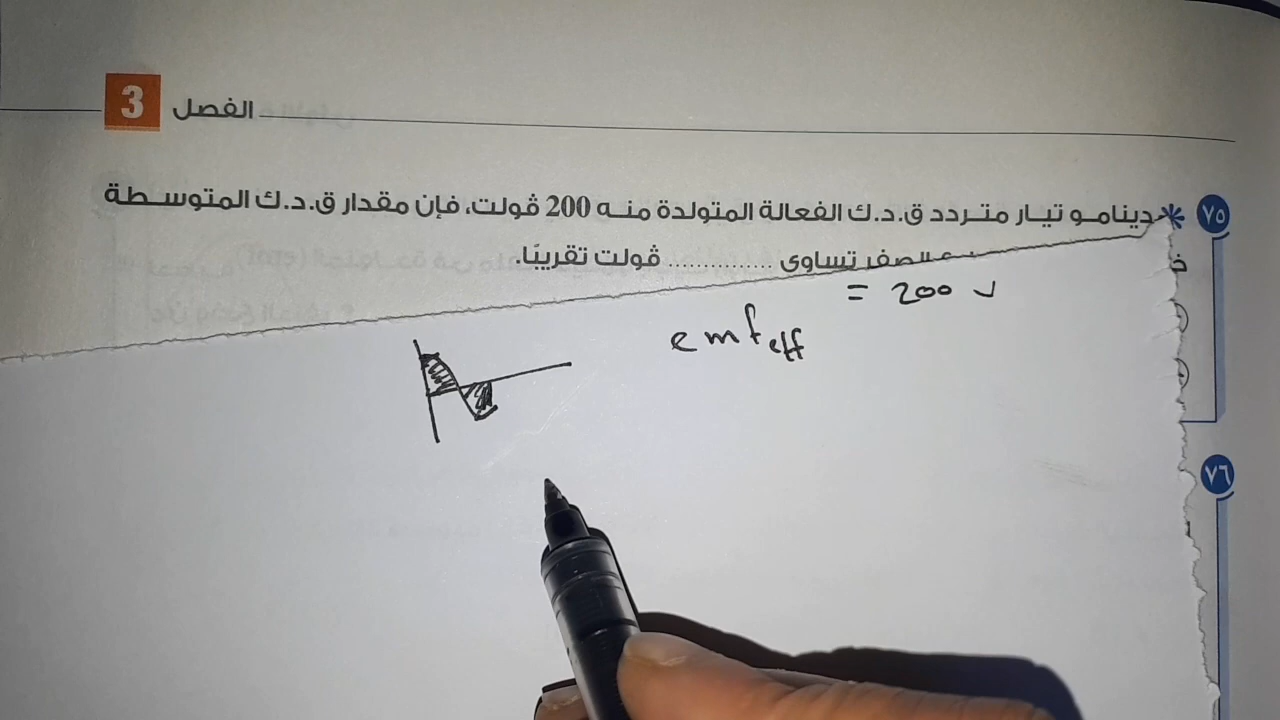 الفصل 3
٧٥ * دينامو تيار متردد ق.د.ك الفعالة المتولدة منه 200 ڤولت، فإن مقدار ق.د.ك المتوسطة
الصفر تساوى .............. ڤولت تقريبًا.
emf eff = 200 V
٧٦